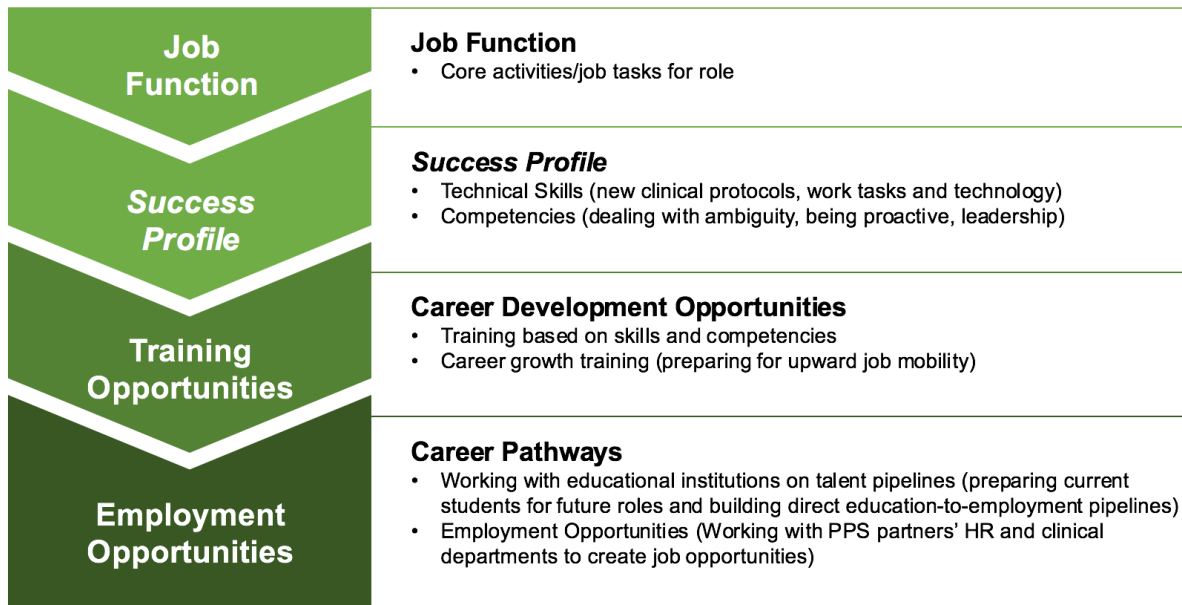 Job
Function
Job Function
• Core activities/job tasks for role
Success
Profile
Success Profile
• Technical Skills (new clinical protocols, work tasks and technology)
• Competencies (dealing with ambiguity, being proactive, leadership)
Training
Opportunities
Career Development Opportunities
• Training based on skills and competencies
• Career growth training (preparing for upward job mobility)
Employment
Opportunities
Career Pathways
• Working with educational institutions on talent pipelines (preparing current
students for future roles and building direct education-to-employment pipelines)
• Employment Opportunities (Working with PPS partners’ HR and clinical
departments to create job opportunities)